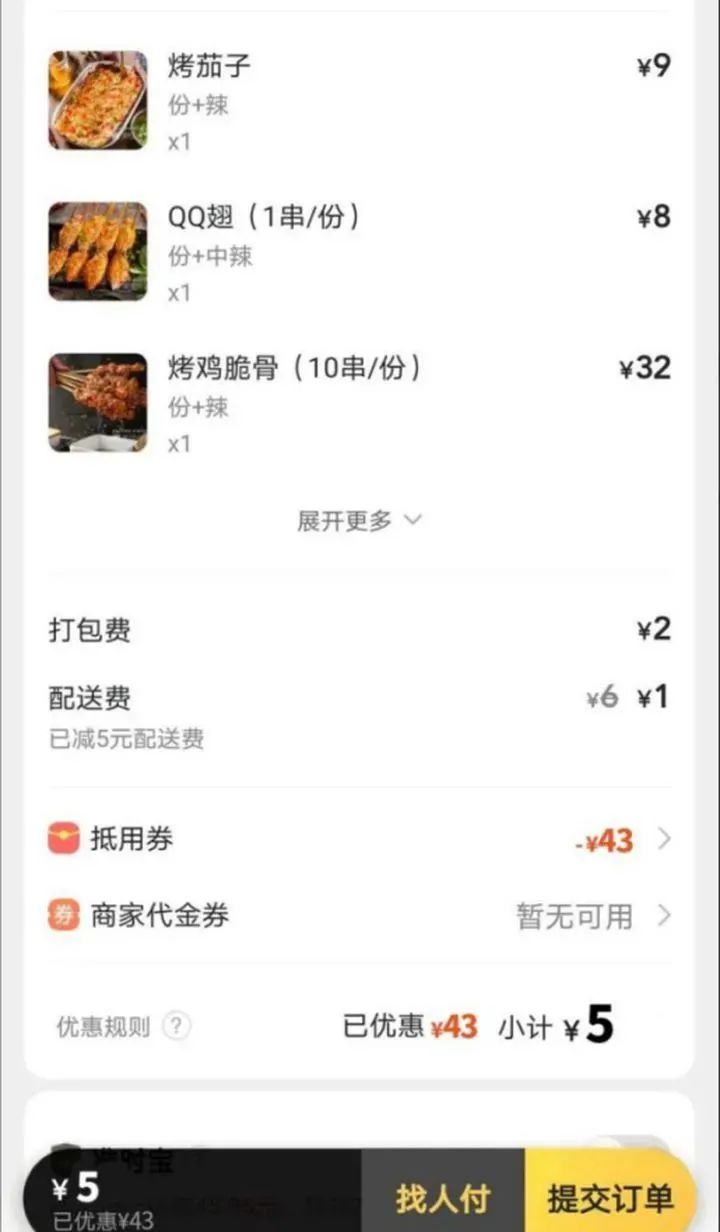 烤茄子 ¥9
份+辣
x1
QQ翅（1串/份） ¥8
份+中辣
x1
烤鸡脆骨（10串/份） ¥32
份+辣
x1
展开更多
打包费 ¥2
配送费 ¥6 ¥1
已减5元配送费
抵用券 -¥43
券 商家代金券 暂无可用
优惠规则 ? 已优惠¥43 小计 ¥5
准时宝
¥5 找人付 提交订单
已优惠¥43